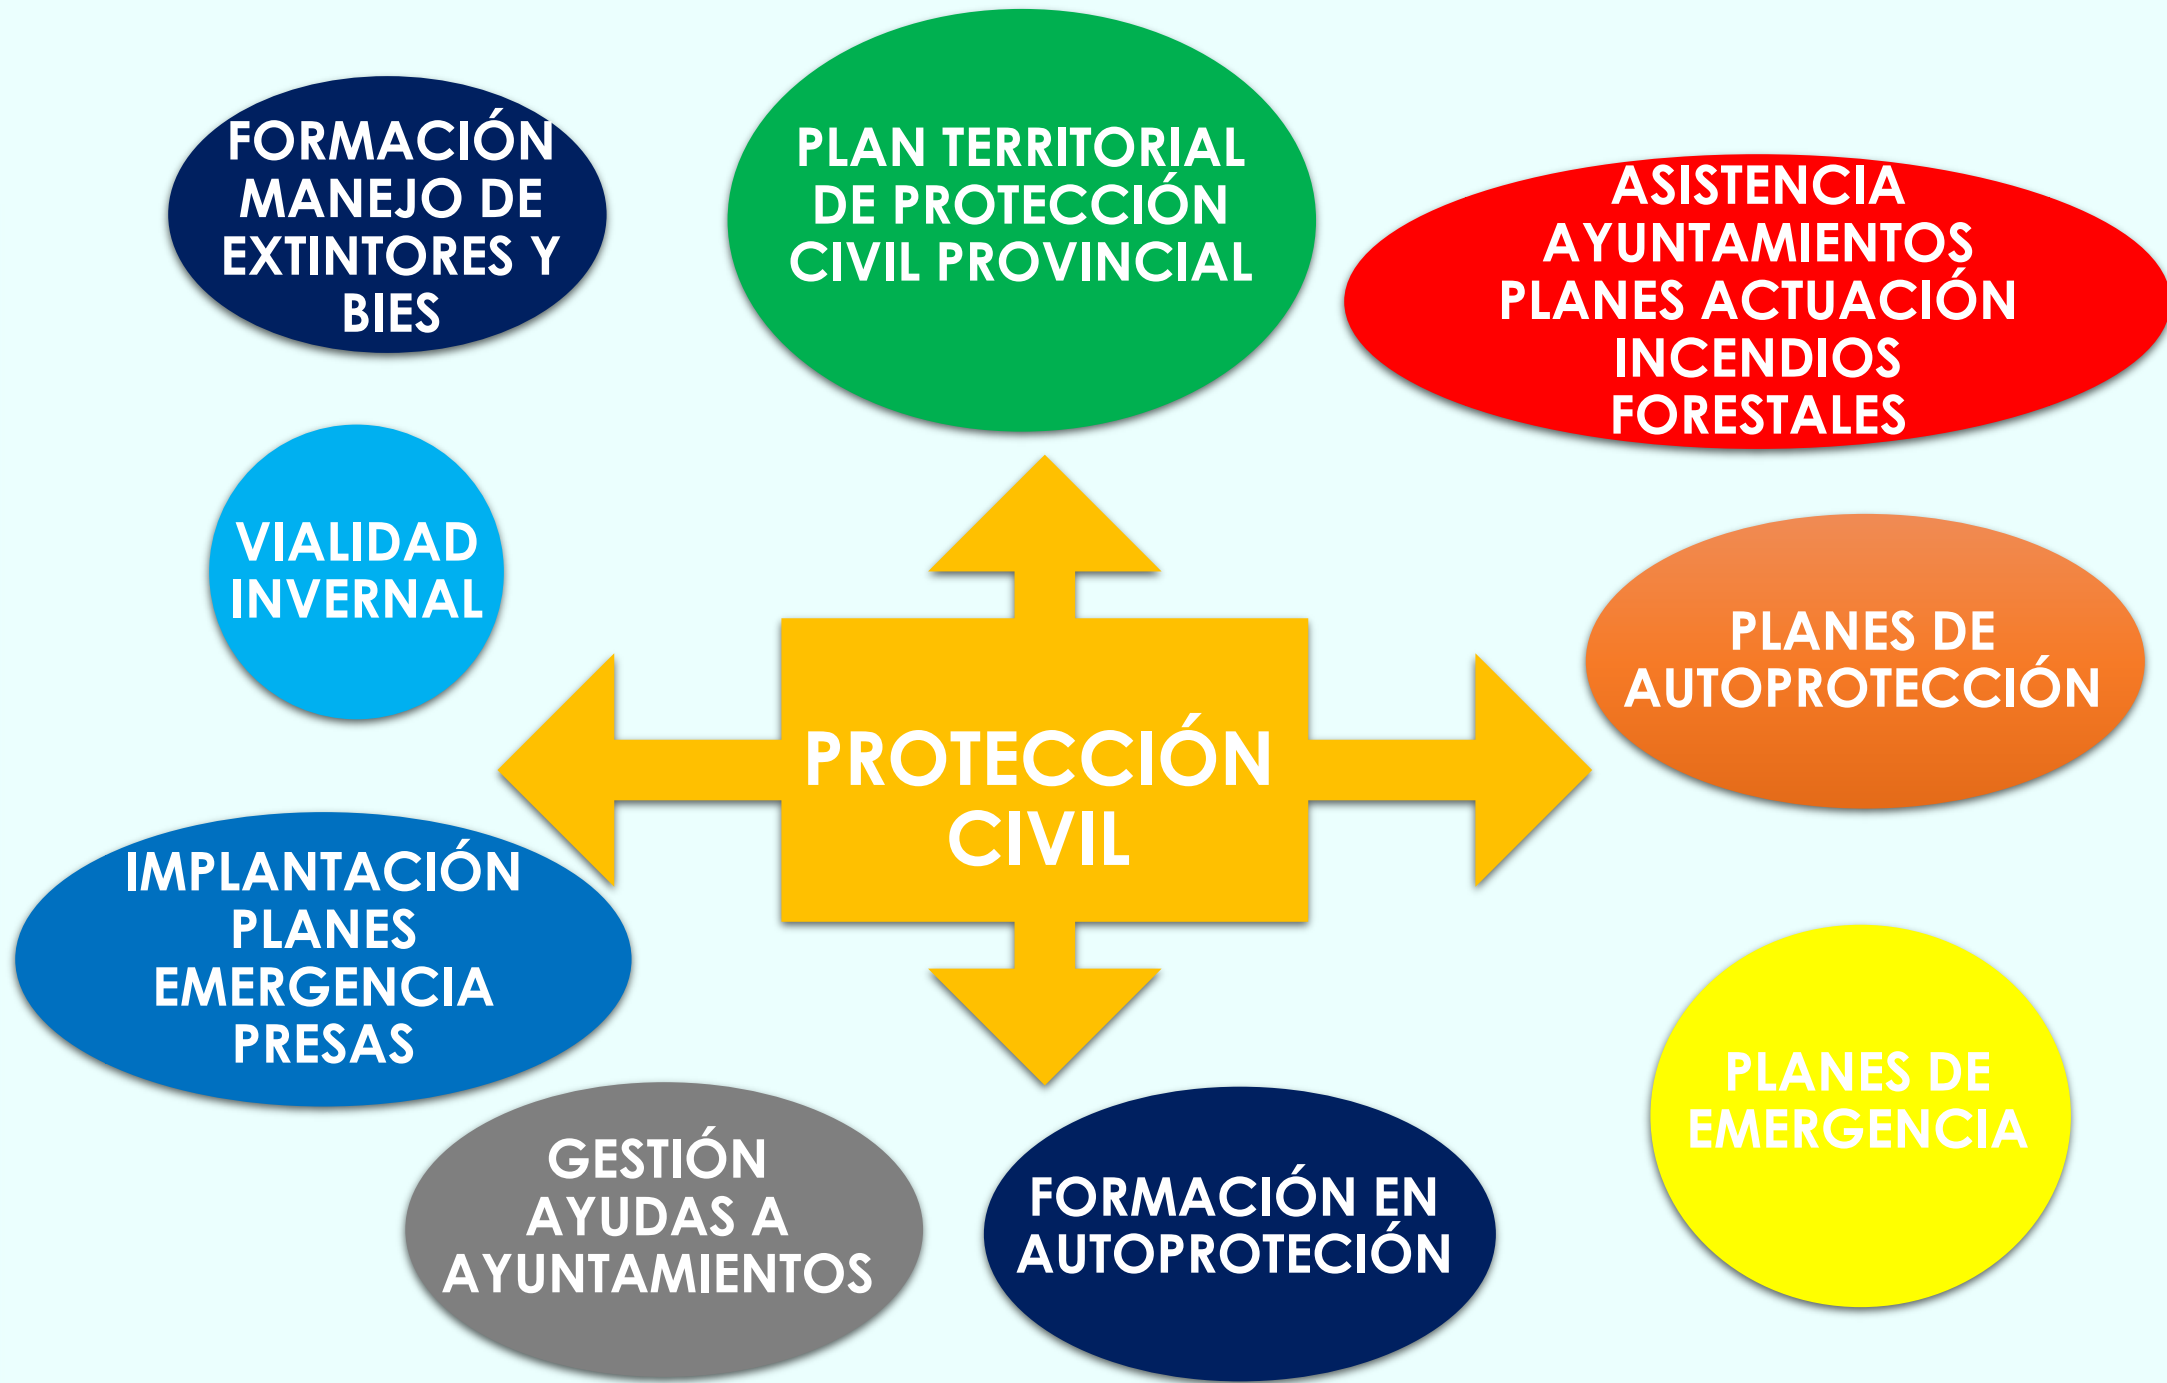 FORMACIÓN
MANEJO DE
EXTINTORES Y
BIES
PLAN TERRITORIAL
DE PROTECCIÓN
CIVIL PROVINCIAL
ASISTENCIA
AYUNTAMIENTOS
PLANES ACTUACIÓN
INCENDIOS
FORESTALES
VIALIDAD
INVERNAL
PLANES DE
AUTOPROTECCIÓN
PROTECCIÓN
CIVIL
IMPLANTACIÓN
PLANES
EMERGENCIA
PRESAS
PLANES DE
EMERGENCIA
GESTIÓN
AYUDAS A
AYUNTAMIENTOS
FORMACIÓN EN
AUTOPROTECIÓN